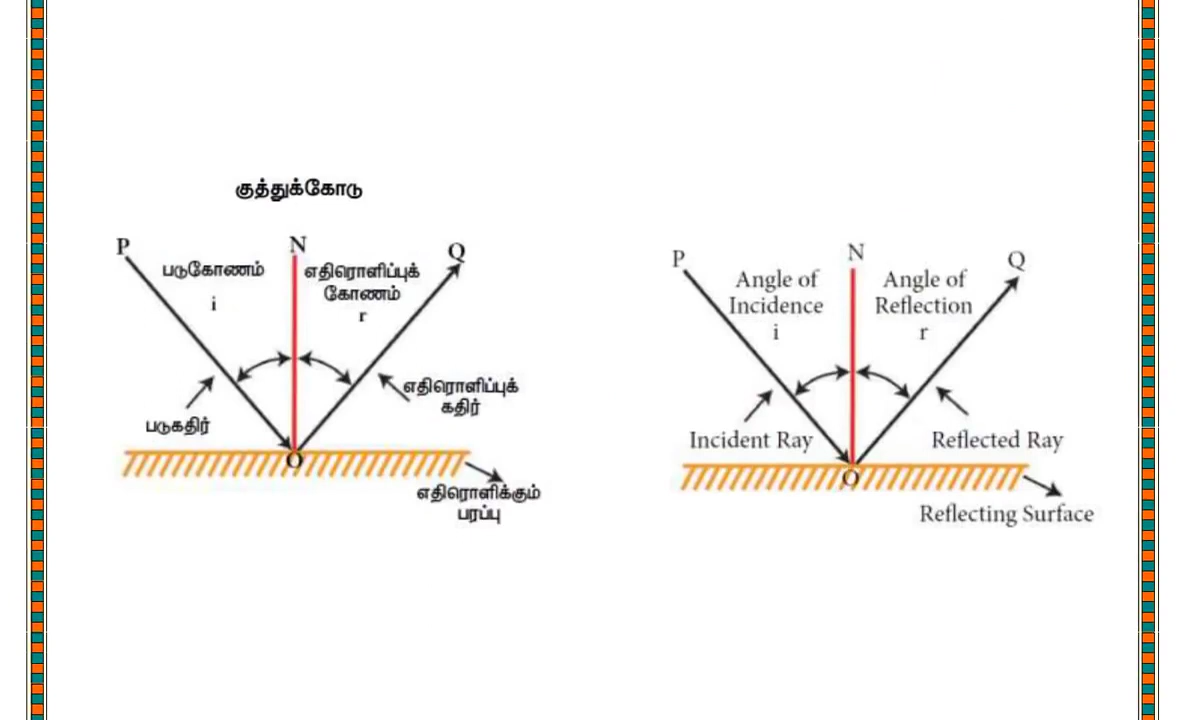 குத்துக்கோடு
P
N
Q
படுகோணம்
i
எதிரொளிப்புக்
கோணம்
r
எதிரொளிப்புக்
கதிர்
படுகதிர்
O
எதிரொளிக்கும்
பரப்பு
P
N
Q
Angle of
Incidence
i
Angle of
Reflection
r
Incident Ray
Reflected Ray
O
Reflecting Surface